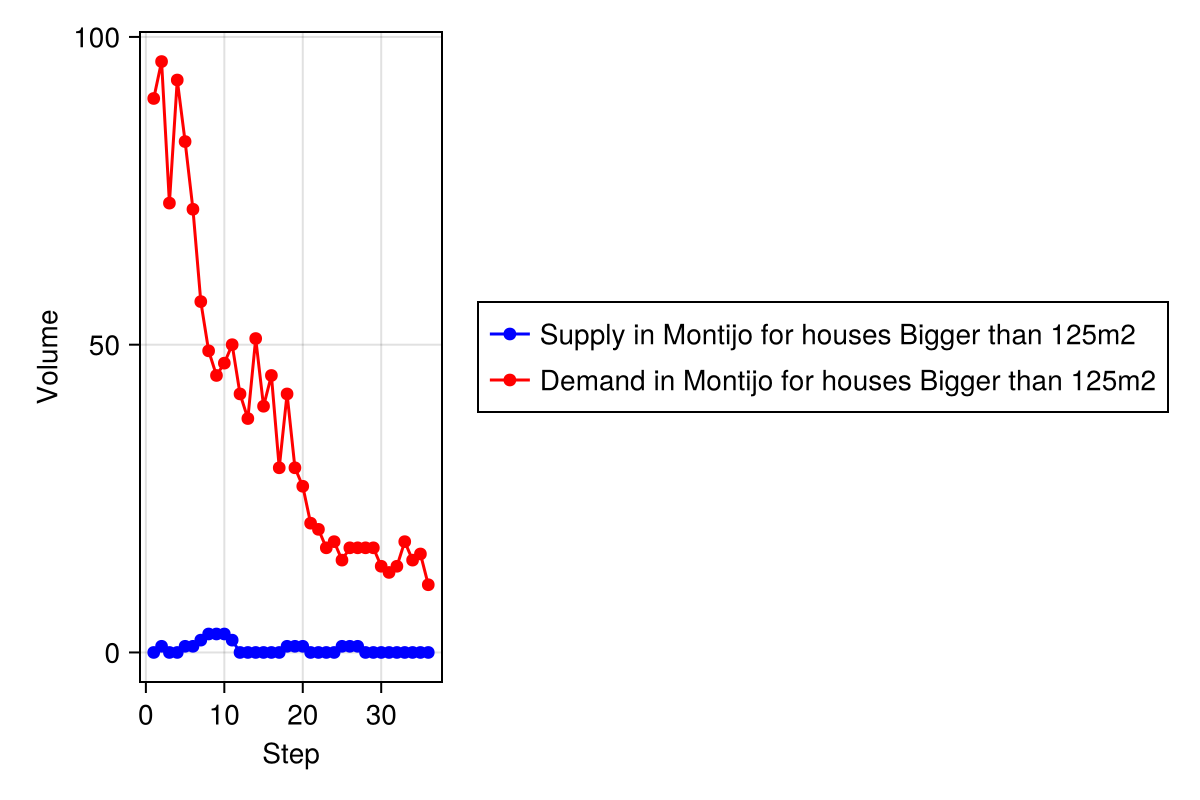 100
50
0
Volume
0 10 20 30
Step
Supply in Montijo for houses Bigger than 125m2
Demand in Montijo for houses Bigger than 125m2